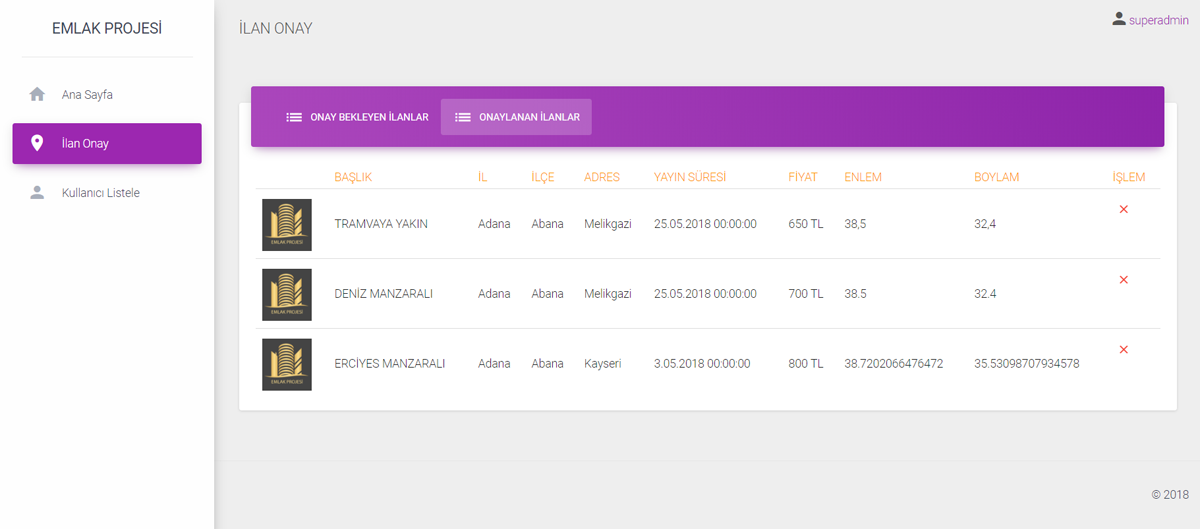 EMLAK PROJESİ
Ana Sayfa
İlan Onay
Kullanıcı Listele
İLAN ONAY
superadmin
ONAY BEKLEYEN İLANLAR ONAYLANAN İLANLAR
BAŞLIK İL İLÇE ADRES YAYIN SÜRESİ FİYAT ENLEM BOYLAM İŞLEM
EMLAK PROJESİ
TRAMVAYA YAKIN Adana Abana Melikgazi 25.05.2018 00:00:00 650 TL 38,5 32,4
EMLAK PROJESİ
DENİZ MANZARALI Adana Abana Melikgazi 25.05.2018 00:00:00 700 TL 38.5 32.4
EMLAK PROJESİ
ERCİYES MANZARALI Adana Abana Kayseri 3.05.2018 00:00:00 800 TL 38.7202066476472 35.53098707934578
© 2018